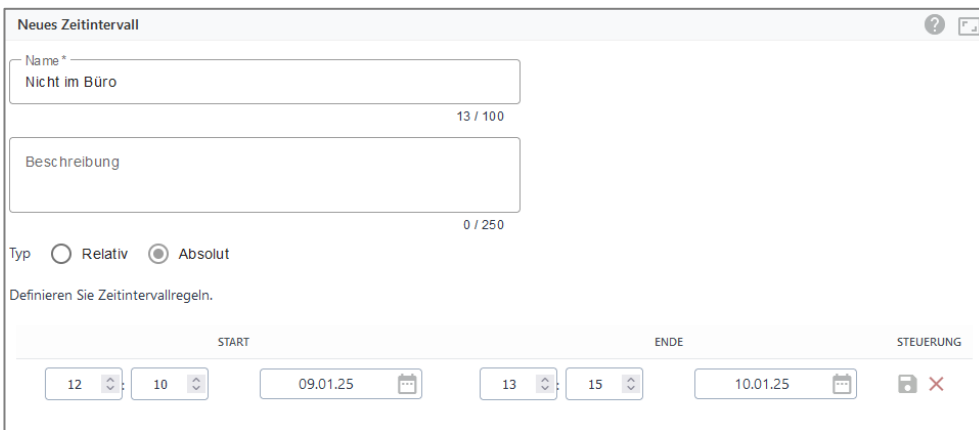 Neues Zeitintervall
Name *
Nicht im Büro
13 / 100
Beschreibung
0 / 250
Typ Relativ Absolut
Definieren Sie Zeitintervallregeln.
START ENDE STEUERUNG
12 : 10 09.01.25 13 : 15 10.01.25